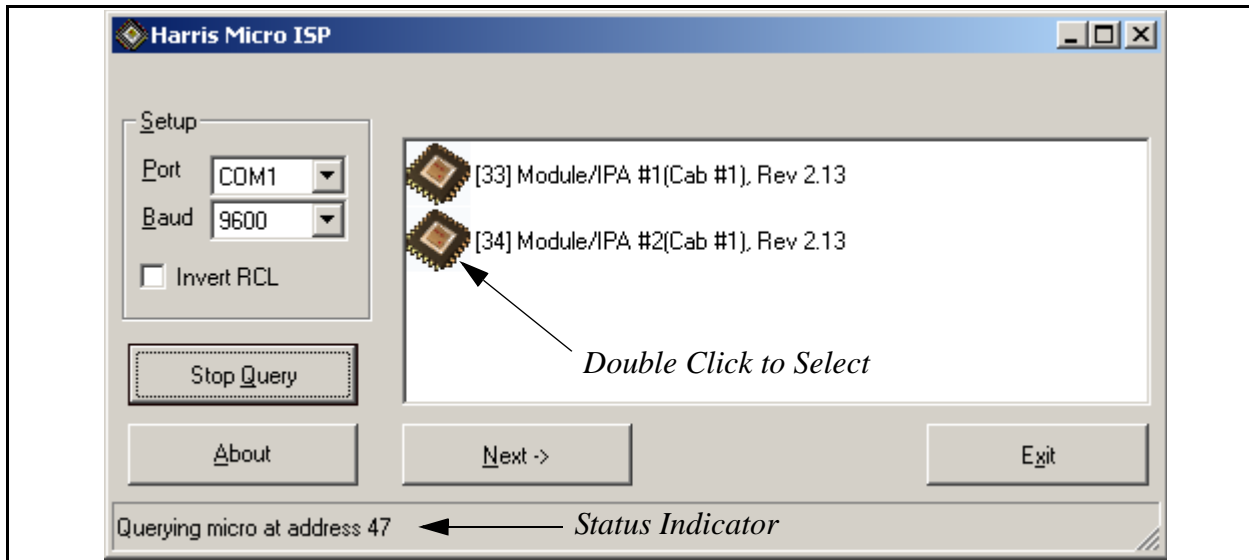 Harris Micro ISP
Setup
Port COM1
Baud 9600
Invert RCL
[33] Module/IPA #1(Cab #1), Rev 2.13
[34] Module/IPA #2(Cab #1), Rev 2.13
Double Click to Select
Stop Query
About
Next ->
Exit
Querying micro at address 47
Status Indicator